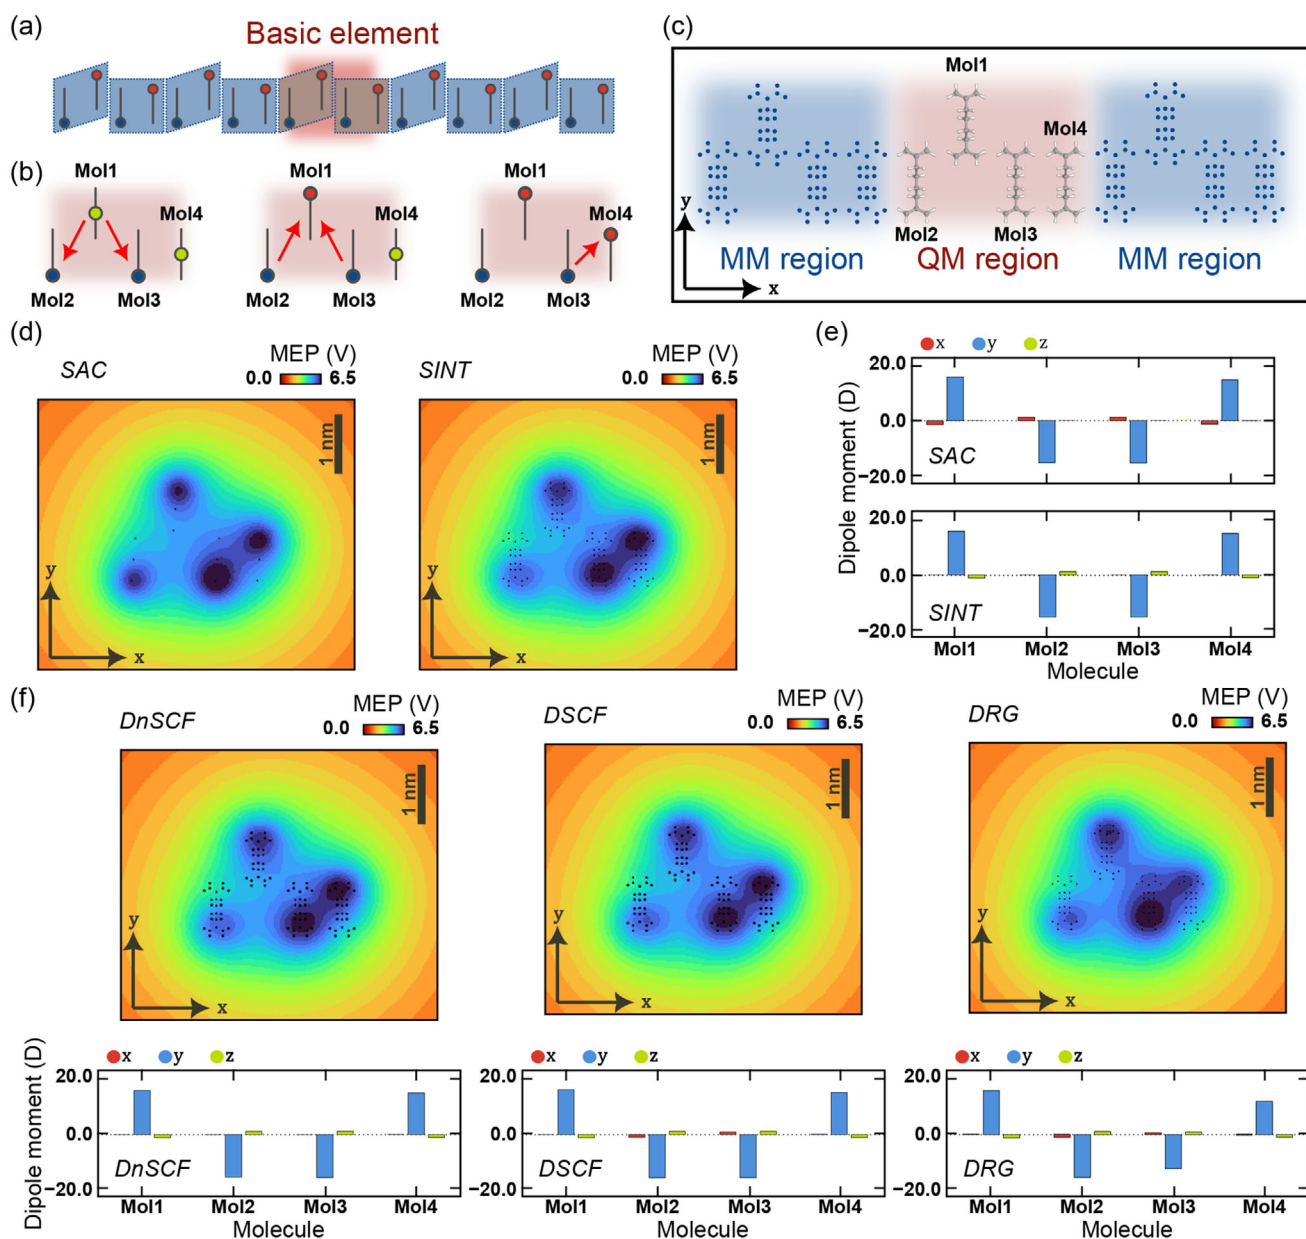 (a)
Basic element
(b)
Mol1
Mol4
Mol2
Mol3
Mol1
Mol4
Mol2
Mol3
Mol1
Mol4
Mol2
Mol3
(c)
Mol1
Mol4
y
Mol2
Mol3
MM region
QM region
MM region
x
(d)
SAC
MEP (V)
0.0 6.5
1 nm
y
x
SINT
MEP (V)
0.0 6.5
1 nm
y
x
(e)
x y z
Dipole moment (D)
20.0
0.0
−20.0
SAC
20.0
0.0
−20.0
SINT
Mol1 Mol2 Mol3 Mol4
Molecule
(f)
DnSCF
MEP (V)
0.0 6.5
1 nm
y
x
DSCF
MEP (V)
0.0 6.5
1 nm
y
x
DRG
MEP (V)
0.0 6.5
1 nm
y
x
Dipole moment (D)
x y z
20.0
0.0
−20.0
DnSCF
Mol1 Mol2 Mol3 Mol4
Molecule
x y z
20.0
0.0
−20.0
DSCF
Mol1 Mol2 Mol3 Mol4
Molecule
x y z
20.0
0.0
−20.0
DRG
Mol1 Mol2 Mol3 Mol4
Molecule